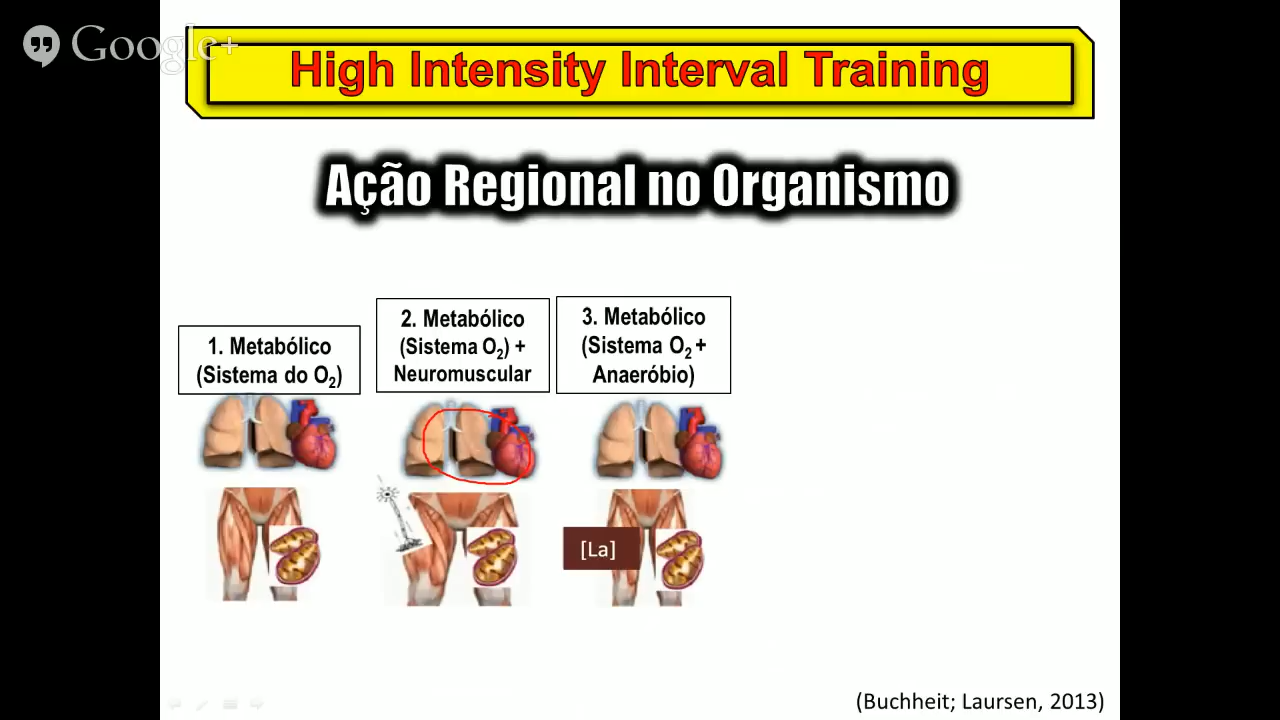 Google+
High Intensity Interval Training
Ação Regional no Organismo
1. Metabólico
(Sistema do O₂)
2. Metabólico
(Sistema O₂) +
Neuromuscular
3. Metabólico
(Sistema O₂ +
Anaeróbio)
[La]
(Buchheit; Laursen, 2013)